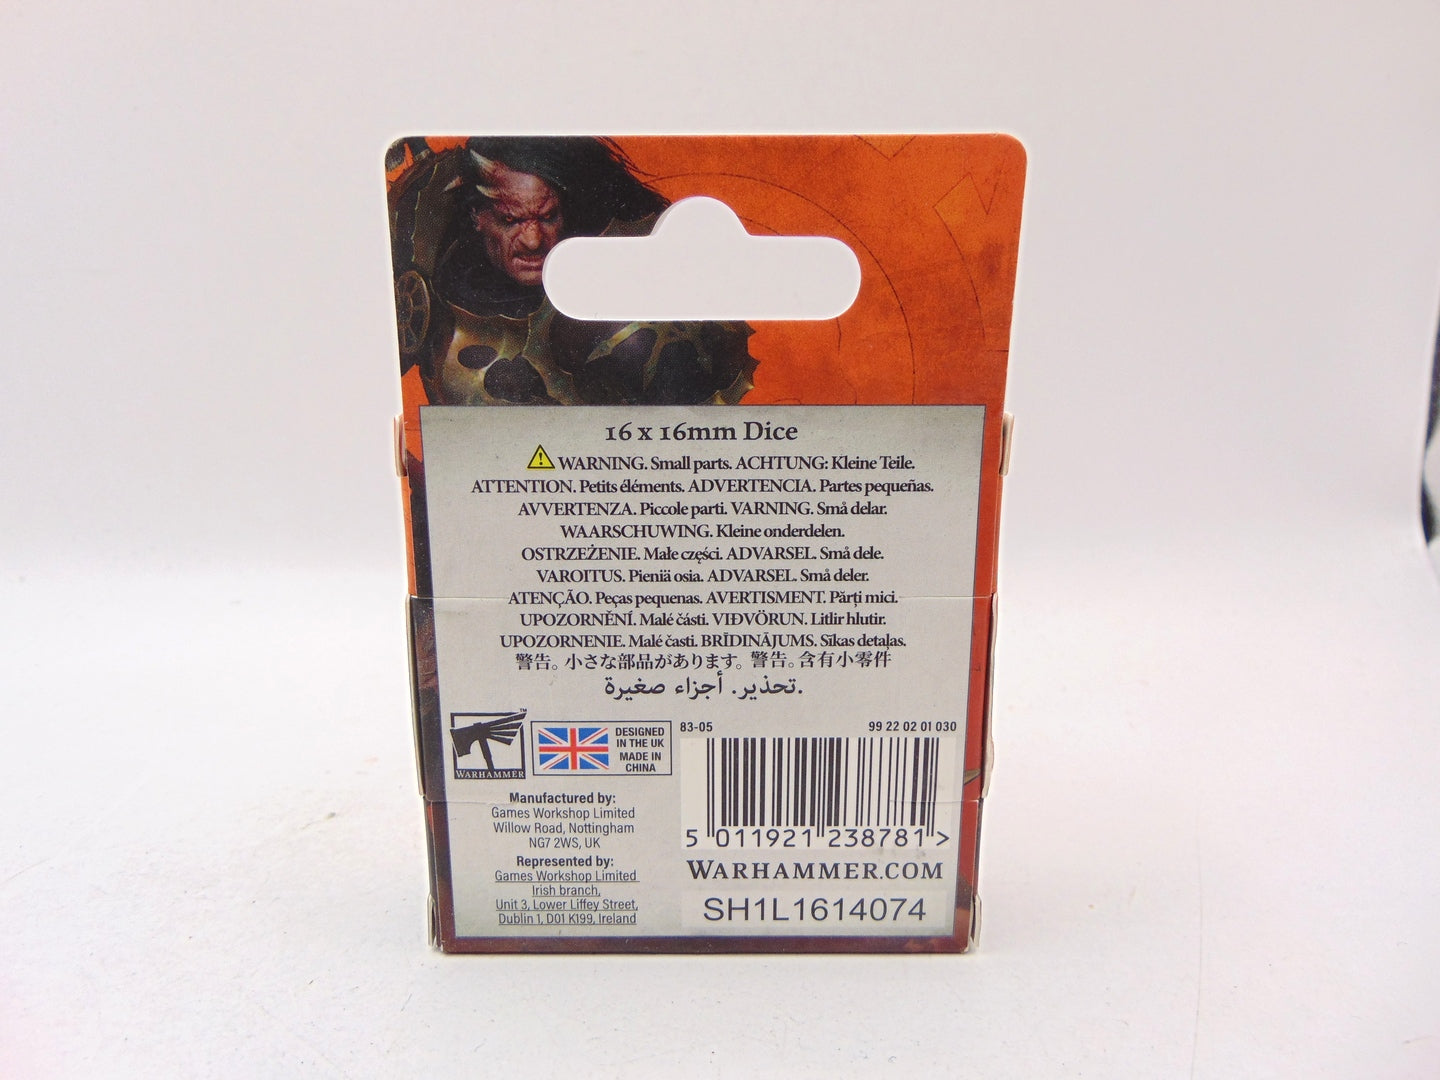 16 x 16mm Dice
WARNING. Small parts. ACHTUNG: Kleine Teile.
ATTENTION. Petits éléments. ADVERTENCIA. Partes pequeñas.
AVVERTENZA. Piccole parti. VARNING. Små delar.
WAARSCHUWING. Kleine onderdelen.
OSTRZEŻENIE. Małe części. ADVARSEL. Små dele.
VAROITUS. Pieniä osia. ADVARSEL. Små deler.
ATENÇÃO. Peças pequenas. AVERTISMENT. Părți mici.
UPOZORNĚNÍ. Malé části. VIÐVÖRUN. Litlir hlutir.
UPOZORNENIE. Malé časti. BRĪDINĀJUMS. Sīkas detaļas.
警告。小さな部品があります。警告。含有小零件
تحذير. أجزاء صغيرة.
WARHAMMER™
DESIGNED
IN THE UK
MADE IN
CHINA
83-05
99 22 02 01 030
5 011921 238781 >
WARHAMMER.COM
SH1L1614074
Manufactured by:
Games Workshop Limited
Willow Road, Nottingham
NG7 2WS, UK
Represented by:
Games Workshop Limited
Irish branch,
Unit 3, Lower Liffey Street,
Dublin 1, D01 K199, Ireland